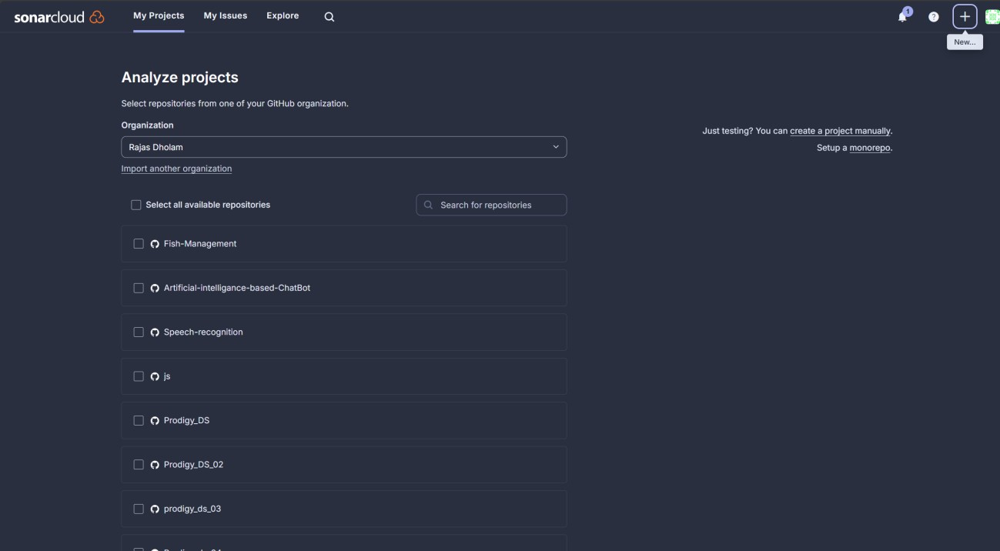 sonarcloud My Projects My Issues Explore 1 ? +
New...
Analyze projects
Select repositories from one of your GitHub organization.
Organization
Just testing? You can create a project manually.
Rajas Dholam
Setup a monorepo.
Import another organization
Select all available repositories Search for repositories
Fish-Management
Artificial-intelligance-based-ChatBot
Speech-recognition
js
Prodigy_DS
Prodigy_DS_02
prodigy_ds_03